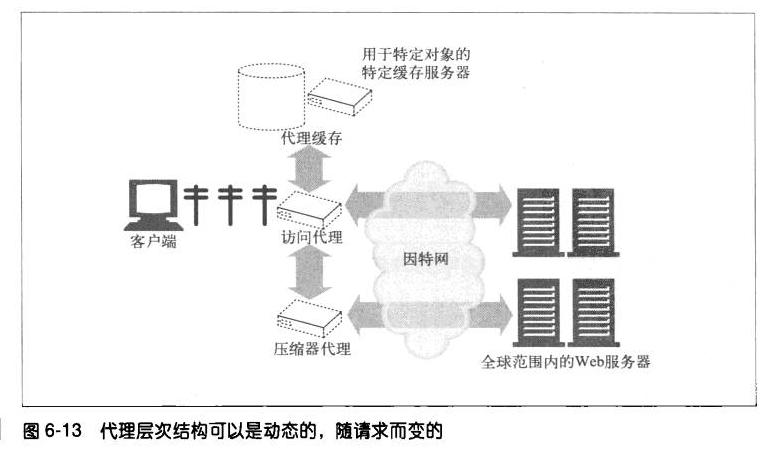 用于特定对象的
特定缓存服务器
代理缓存
客户端
访问代理
因特网
压缩器代理
全球范围内的Web服务器
图 6-13 代理层次结构可以是动态的，随请求而变的